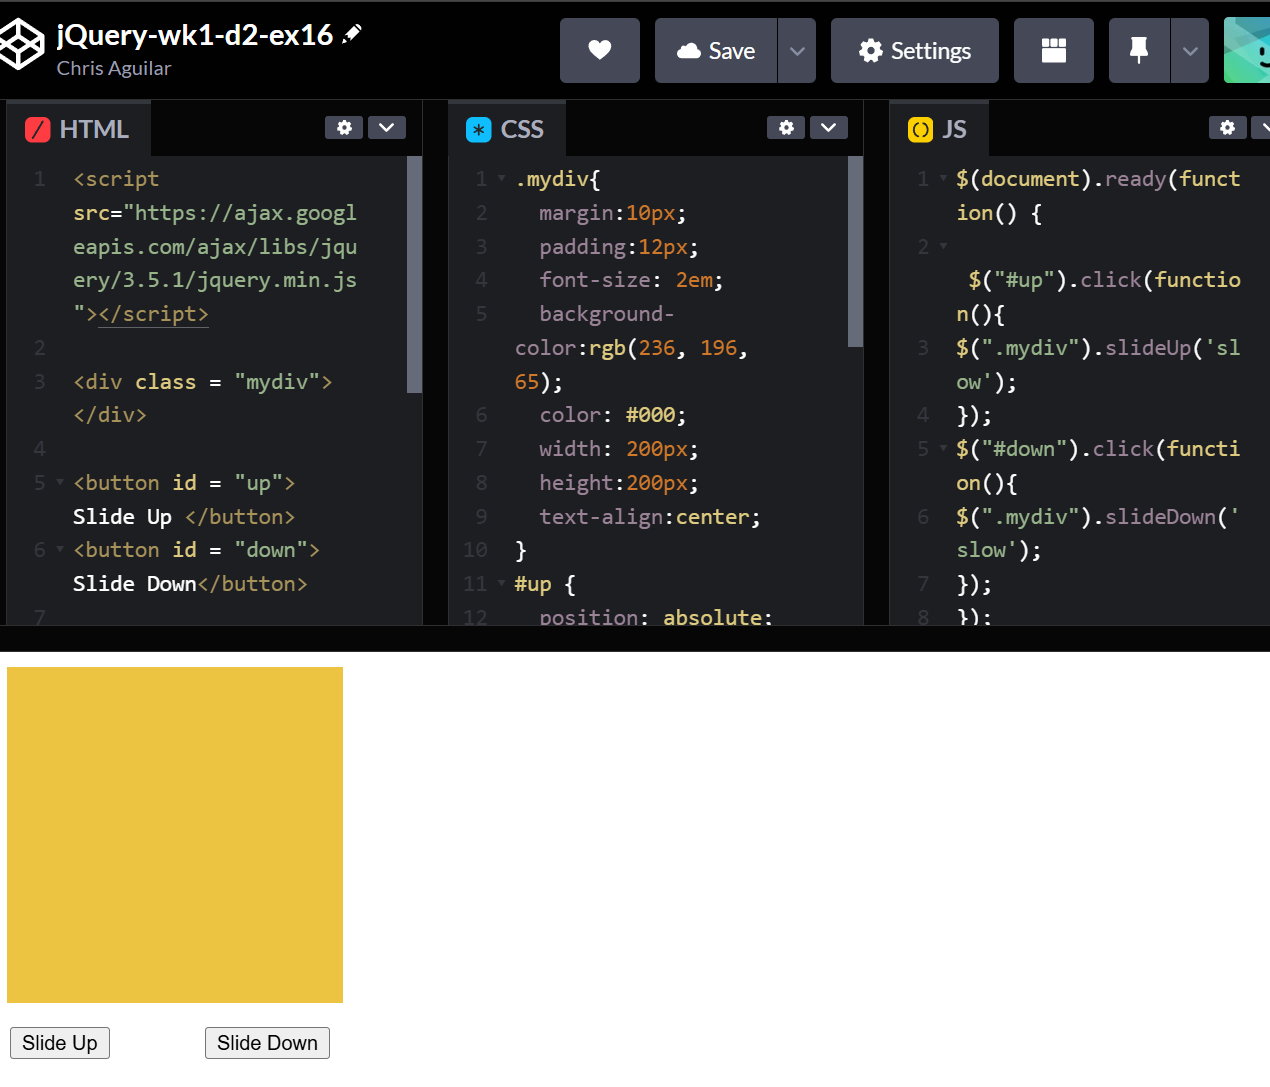 jQuery-wk1-d2-ex16
Chris Aguilar
Save
Settings
HTML
1 <script
src="https://ajax.googl
eapis.com/ajax/libs/jqu
ery/3.5.1/jquery.min.js
"></script>
2
3 <div class = "mydiv">
</div>
4
5 <button id = "up">
Slide Up </button>
6 <button id = "down">
Slide Down</button>
7
CSS
1 .mydiv{
2 margin:10px;
3 padding:12px;
4 font-size: 2em;
5 background-
color:rgb(236, 196,
65);
6 color: #000;
7 width: 200px;
8 height:200px;
9 text-align:center;
10 }
11 #up {
12 position: absolute;
JS
1 $(document).ready(funct
ion() {
2
$("#up").click(functio
n(){
3 $(".mydiv").slideUp('sl
ow');
4 });
5 $("#down").click(functi
on(){
6 $(".mydiv").slideDown('
slow');
7 });
8 });
Slide Up
Slide Down